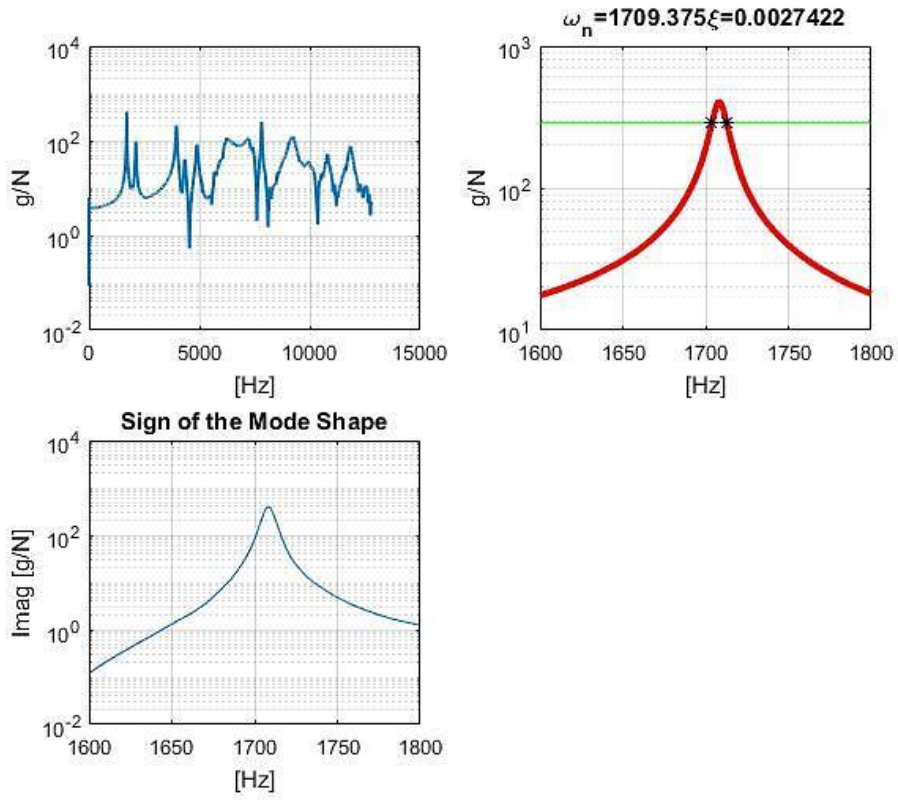 10^4
10^2
10^0
10^-2
g/N
0 5000 10000 15000
[Hz]
ω_n=1709.375ξ=0.0027422
10^3
10^2
10^1
g/N
1600 1650 1700 1750 1800
[Hz]
Sign of the Mode Shape
10^4
10^2
10^0
10^-2
Imag [g/N]
1600 1650 1700 1750 1800
[Hz]